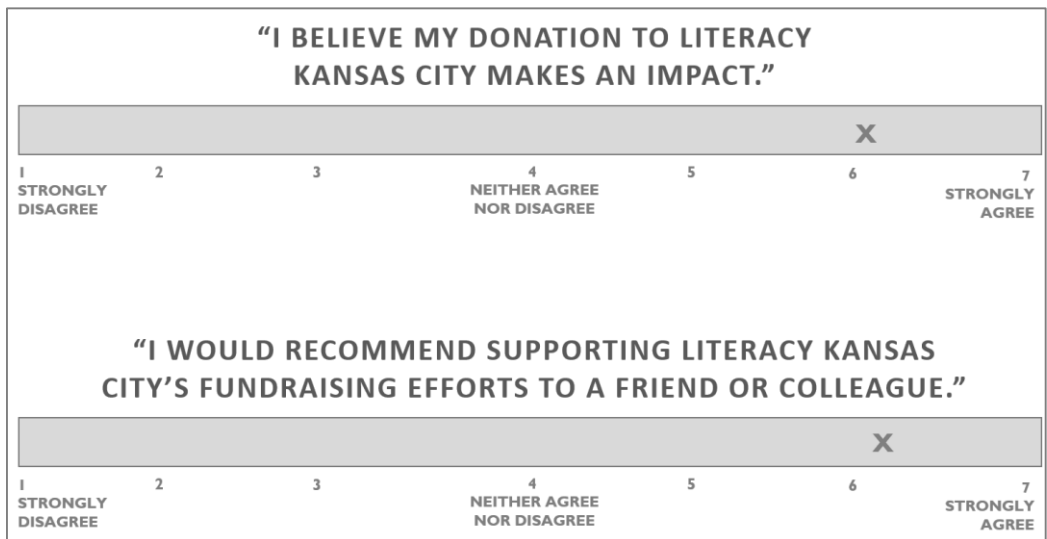 “I BELIEVE MY DONATION TO LITERACY
KANSAS CITY MAKES AN IMPACT.”
X
1 2 3 4 5 6 7
STRONGLY NEITHER AGREE STRONGLY
DISAGREE NOR DISAGREE AGREE
“I WOULD RECOMMEND SUPPORTING LITERACY KANSAS
CITY’S FUNDRAISING EFFORTS TO A FRIEND OR COLLEAGUE.”
X
1 2 3 4 5 6 7
STRONGLY NEITHER AGREE STRONGLY
DISAGREE NOR DISAGREE AGREE